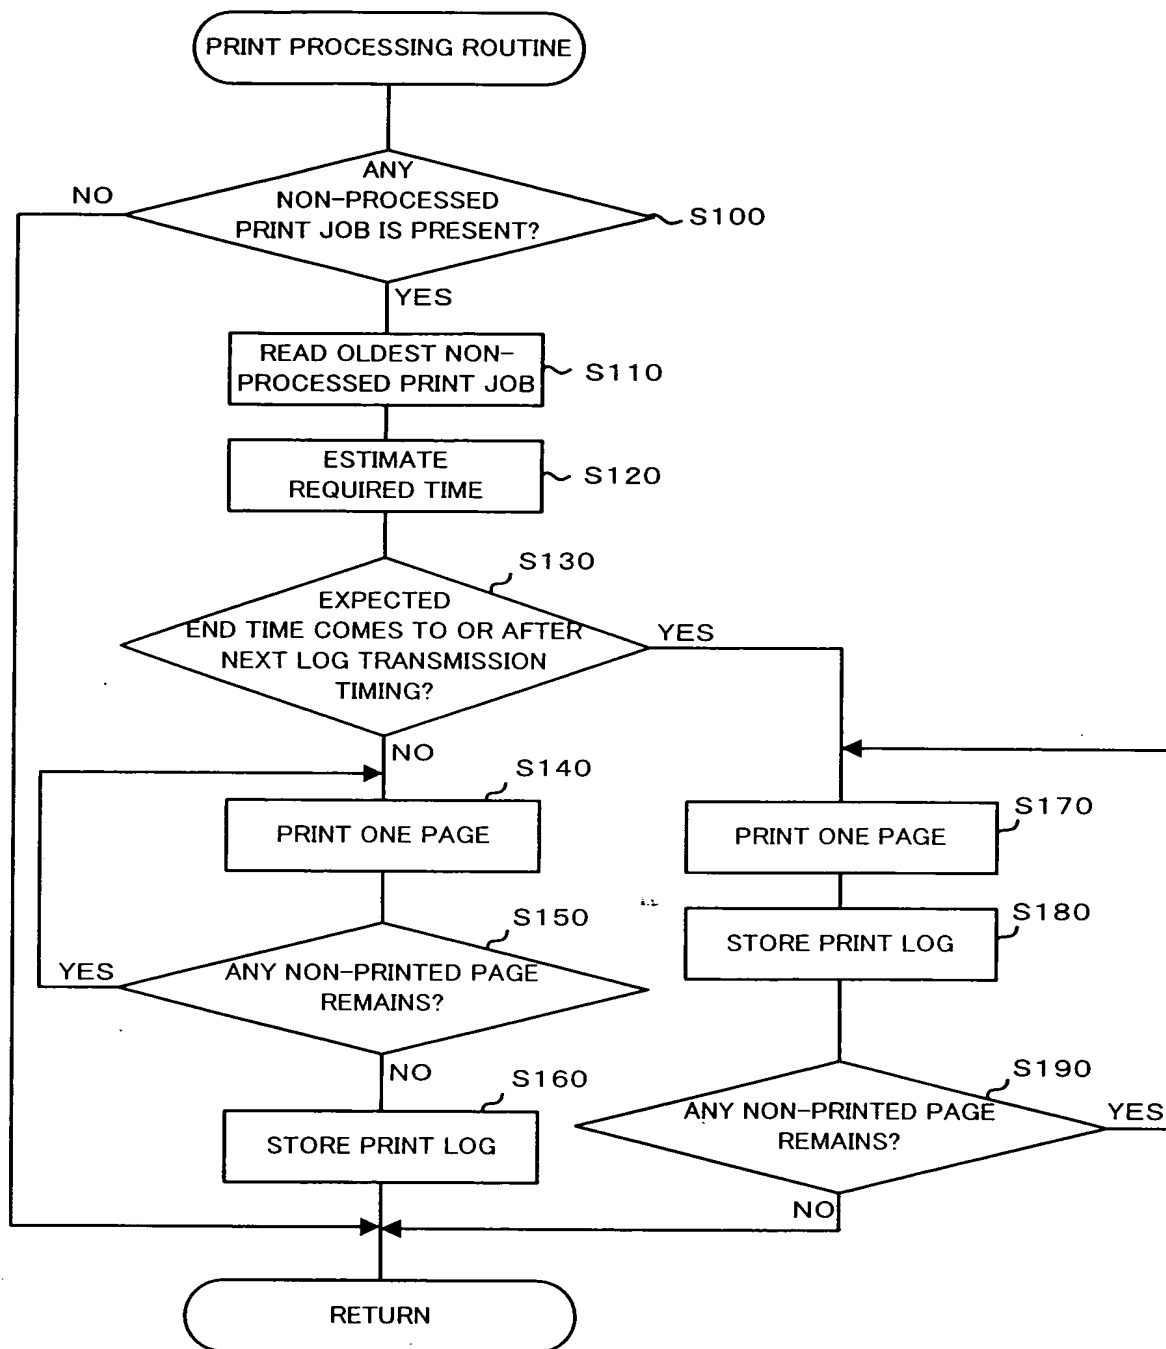 PRINT PROCESSING ROUTINE
ANY
NON-PROCESSED
PRINT JOB IS PRESENT?
NO
S100
YES
READ OLDEST NON-
PROCESSED PRINT JOB
S110
ESTIMATE
REQUIRED TIME
S120
S130
EXPECTED
END TIME COMES TO OR AFTER
NEXT LOG TRANSMISSION
TIMING?
YES
NO
S140
PRINT ONE PAGE
S170
PRINT ONE PAGE
S150
ANY NON-PRINTED PAGE
REMAINS?
YES
NO
S180
STORE PRINT LOG
S160
STORE PRINT LOG
S190
ANY NON-PRINTED PAGE
REMAINS?
YES
NO
RETURN